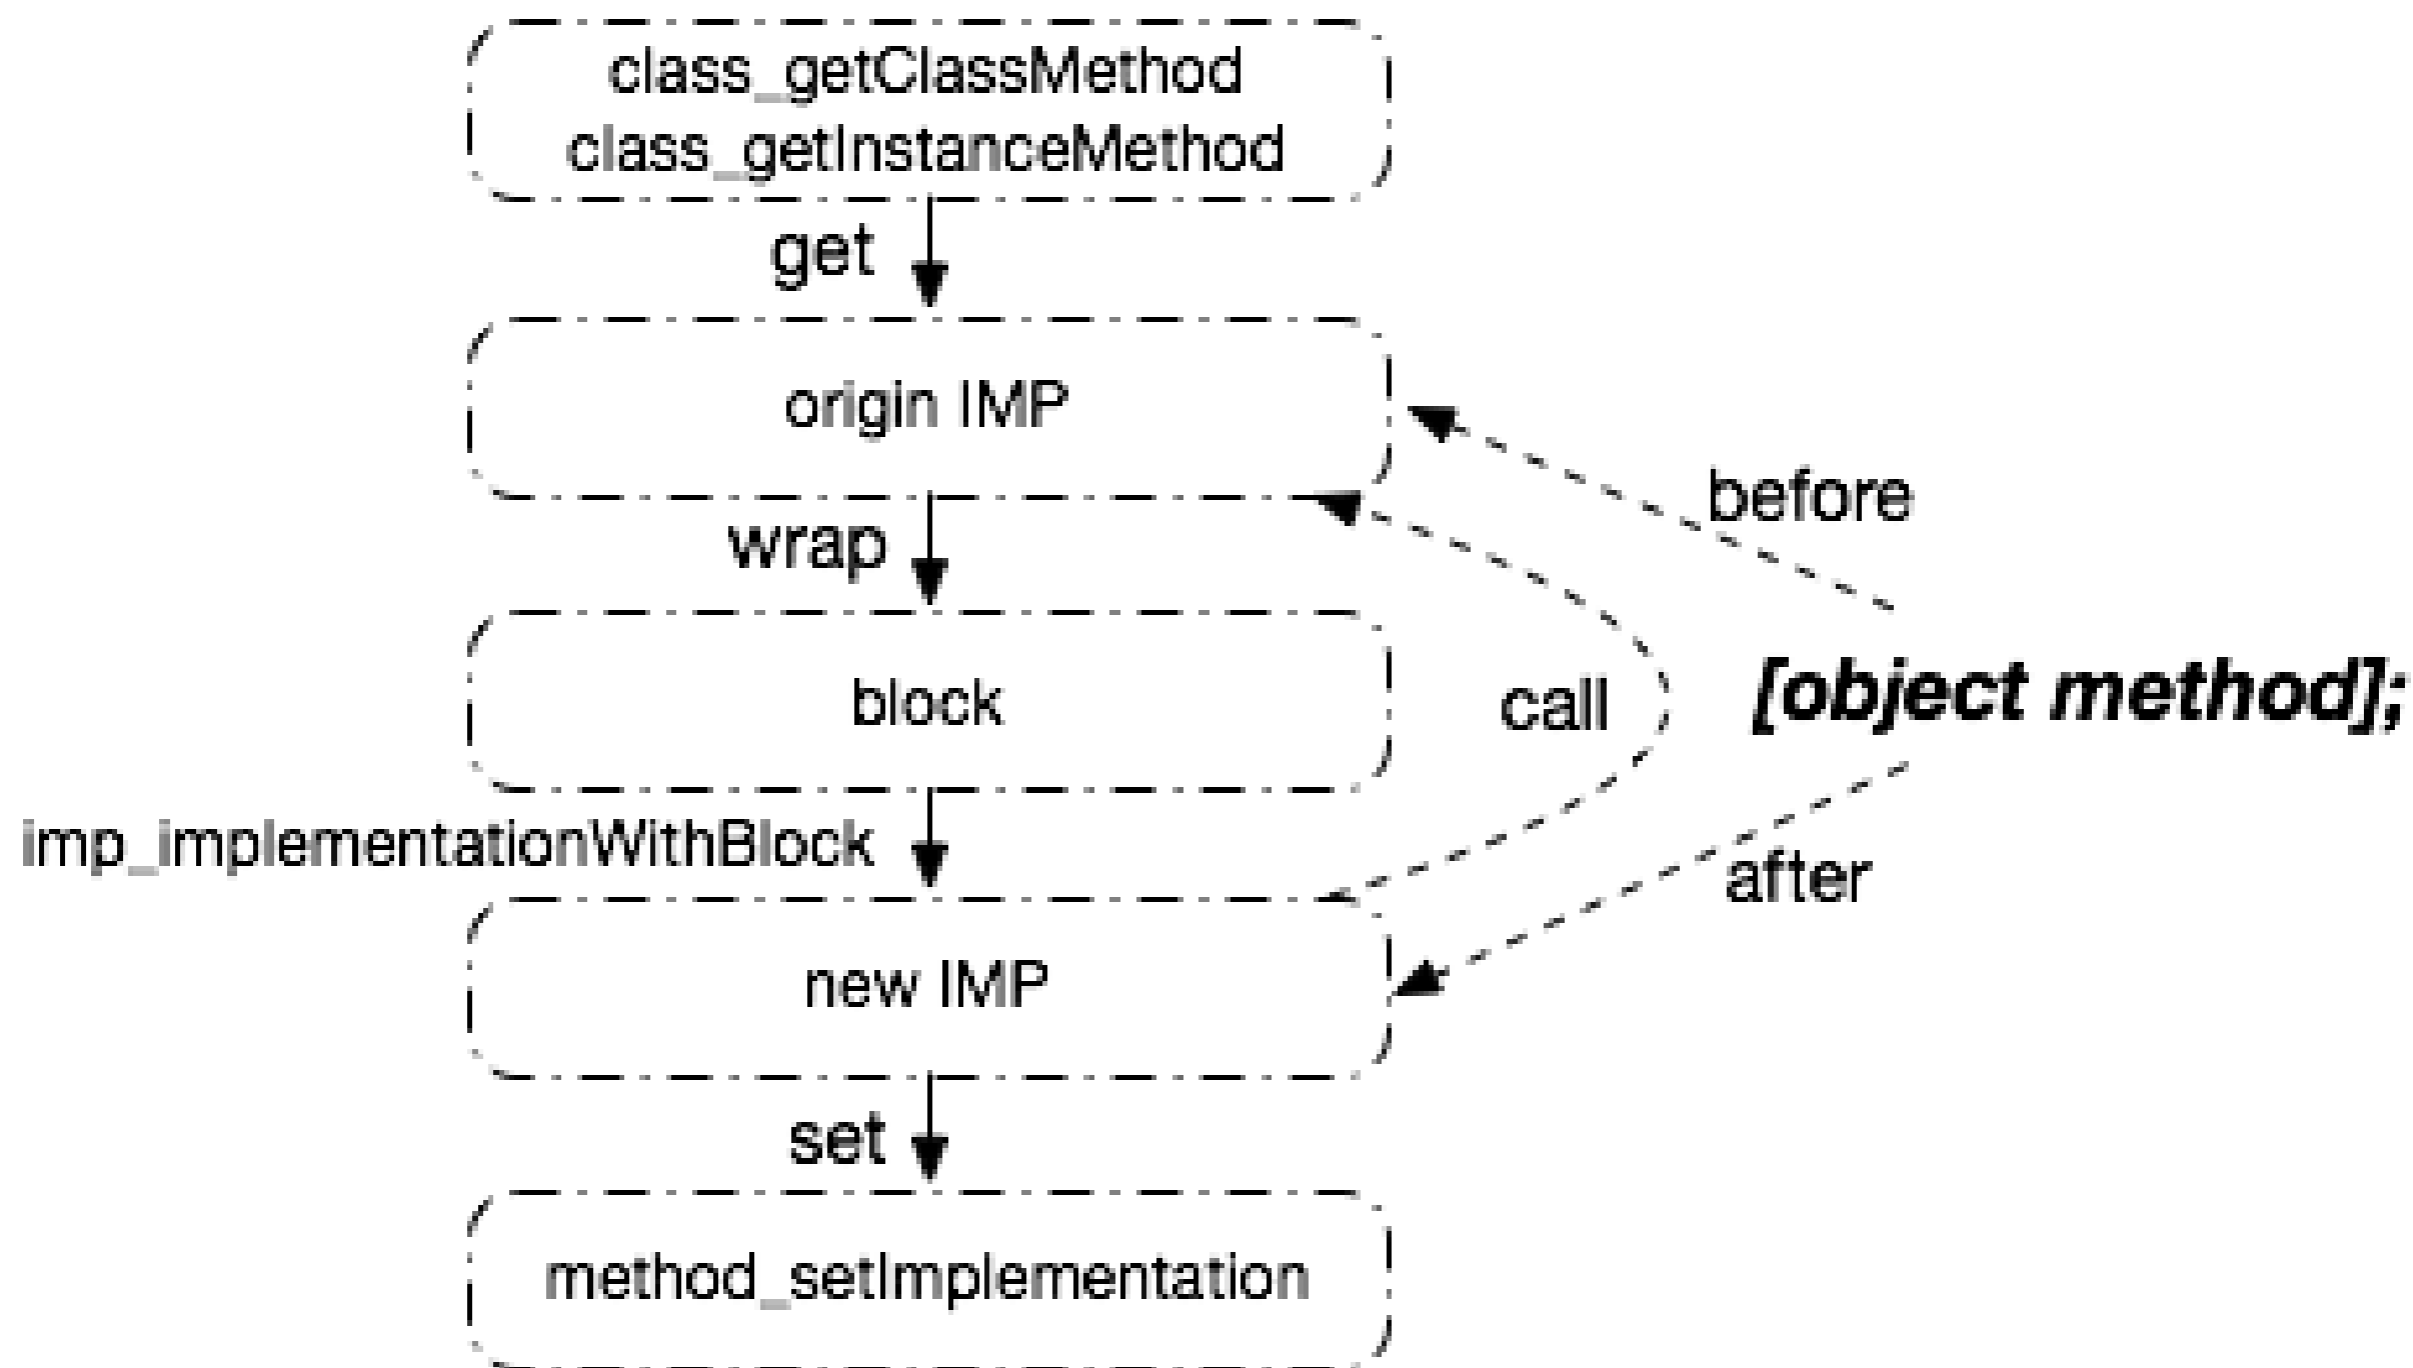 class_getClassMethod
class_getInstanceMethod
get
origin IMP
before
wrap
block
call
[object method];
imp_implementationWithBlock
after
new IMP
set
method_setImplementation